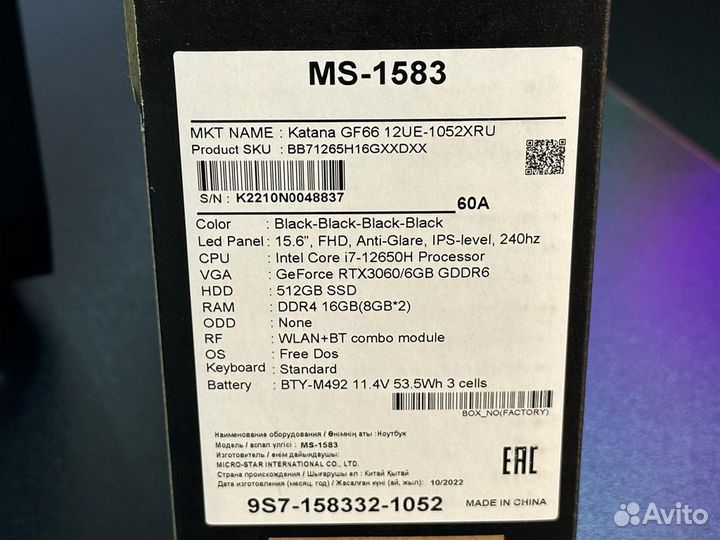 MS-1583
MKT NAME : Katana GF66 12UE-1052XRU
Product SKU : BB71265H16GXXDXX
S/N : K2210N0048837
60A
Color : Black-Black-Black-Black
Led Panel : 15.6", FHD, Anti-Glare, IPS-level, 240hz
CPU : Intel Core i7-12650H Processor
VGA : GeForce RTX3060/6GB GDDR6
HDD : 512GB SSD
RAM : DDR4 16GB(8GB*2)
ODD : None
RF : WLAN+BT combo module
OS : Free Dos
Keyboard : Standard
Battery : BTY-M492 11.4V 53.5Wh 3 cells
BOX_NO(FACTORY)
Наименование оборудования / Өнімнің аты : Ноутбук
Модель / аспап үлгісі : MS-1583
Изготовитель / өнім дайындаушы:
MICRO-STAR INTERNATIONAL CO., LTD.
Страна происхождения / Шығарушы ел : Китай Қытай
Дата изготовления (месяц, год) / Жасалған күні (ай, жыл): 10/2022
EAC
9S7-158332-1052
MADE IN CHINA
Avito